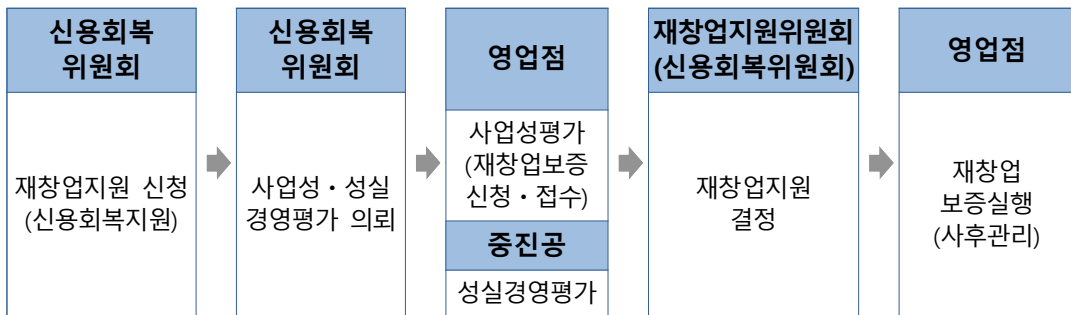 신용회복
위원회
재창업지원 신청
(신용회복지원)
신용회복
위원회
사업성·성실
경영평가 의뢰
영업점
사업성평가
(재창업보증
신청·접수)
중진공
성실경영평가
재창업지원위원회
(신용회복위원회)
재창업지원
결정
영업점
재창업
보증실행
(사후관리)